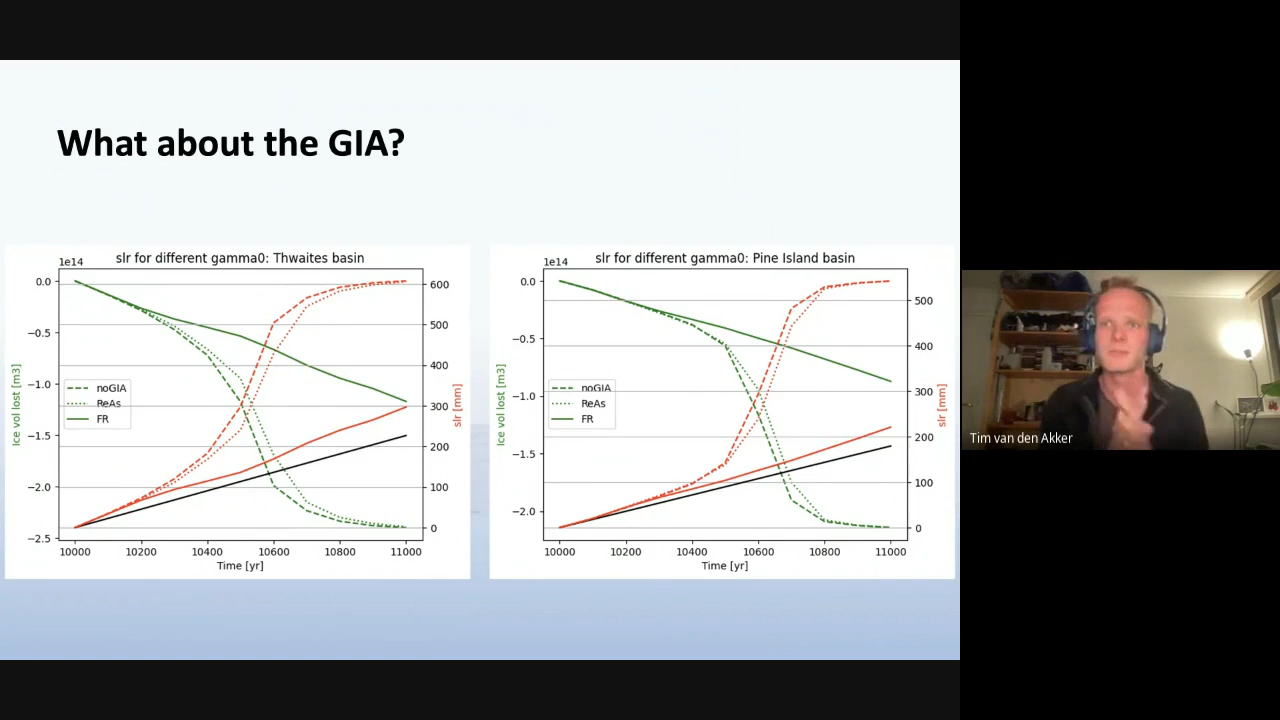 What about the GIA?
slr for different gamma0: Thwaites basin
1e14
0.0
−0.5
−1.0
−1.5
−2.0
−2.5
Ice vol lost [m3]
noGIA
ReAs
FR
600
500
400
300
200
100
0
slr [mm]
10000 10200 10400 10600 10800 11000
Time [yr]
slr for different gamma0: Pine Island basin
1e14
0.0
−0.5
−1.0
−1.5
−2.0
Ice vol lost [m3]
noGIA
ReAs
FR
500
400
300
200
100
0
slr [mm]
10000 10200 10400 10600 10800 11000
Time [yr]
Tim van den Akker